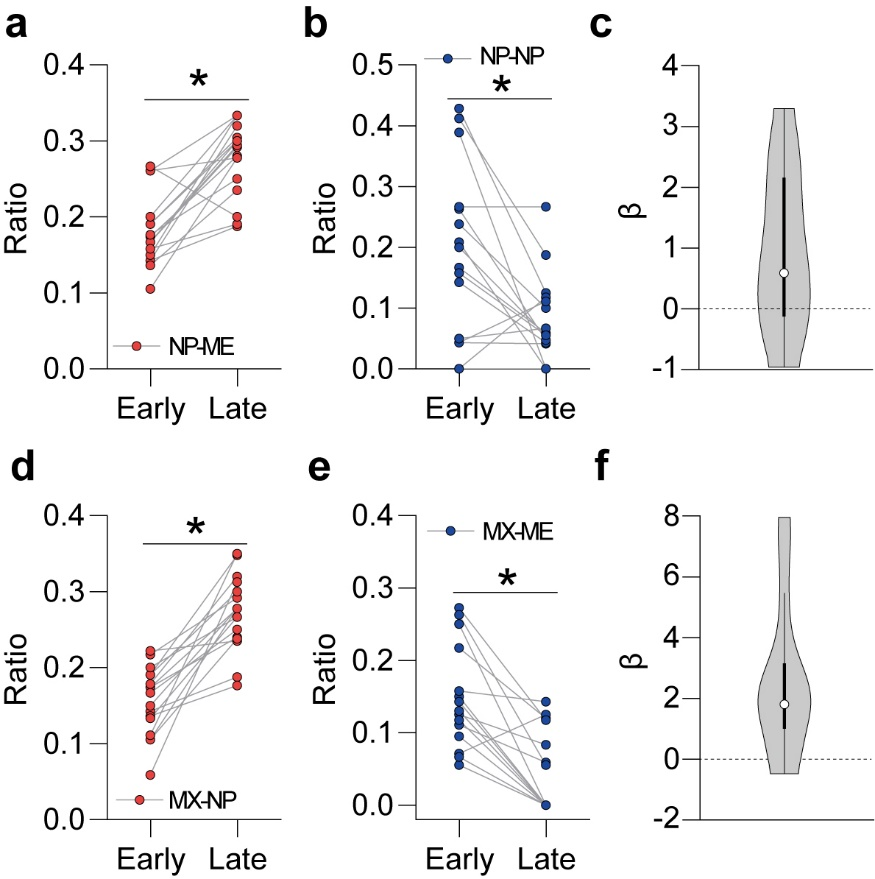 a
0.4
0.3
0.2
0.1
0.0
Ratio
*
NP-ME
Early Late
b
0.5
0.4
0.3
0.2
0.1
0.0
Ratio
NP-NP
*
Early Late
c
4
3
2
1
0
-1
β
d
0.4
0.3
0.2
0.1
0.0
Ratio
*
MX-NP
Early Late
e
0.4
0.3
0.2
0.1
0.0
Ratio
MX-ME
*
Early Late
f
8
6
4
2
0
-2
β